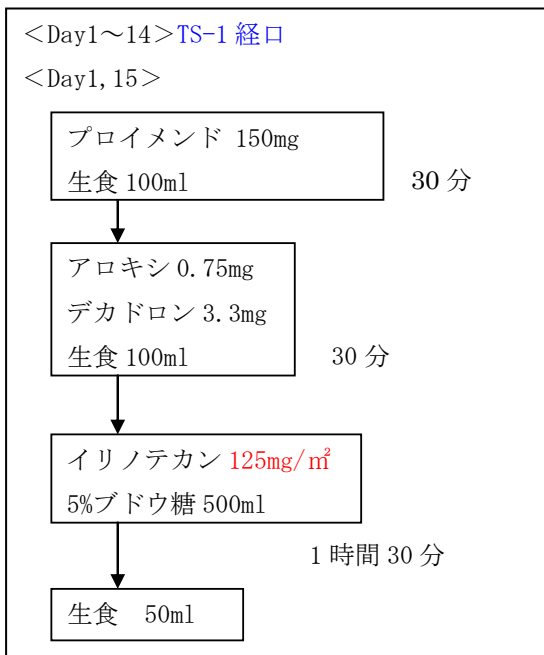 <Day1~14>TS-1 経口
<Day1,15>
プロイメンド 150mg
生食 100ml
30 分
アロキシ 0.75mg
デカドロン 3.3mg
生食 100ml
30 分
イリノテカン 125mg/㎡
5%ブドウ糖 500ml
1 時間 30 分
生食　50ml